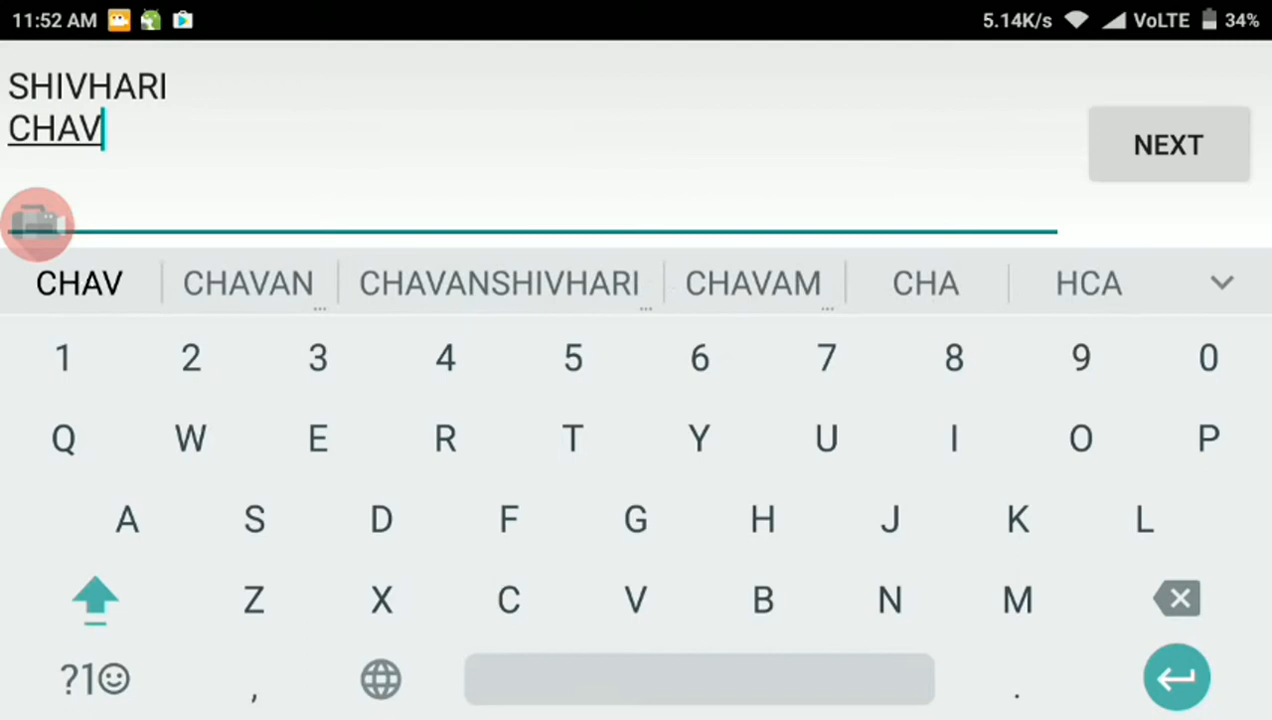 11:52 AM 5.14K/s VoLTE 34%
SHIVHARI
CHAV
NEXT
CHAV CHAVAN CHAVANSHIVHARI CHAVAM CHA HCA
1 2 3 4 5 6 7 8 9 0
Q W E R T Y U I O P
A S D F G H J K L
Z X C V B N M
?1 , .